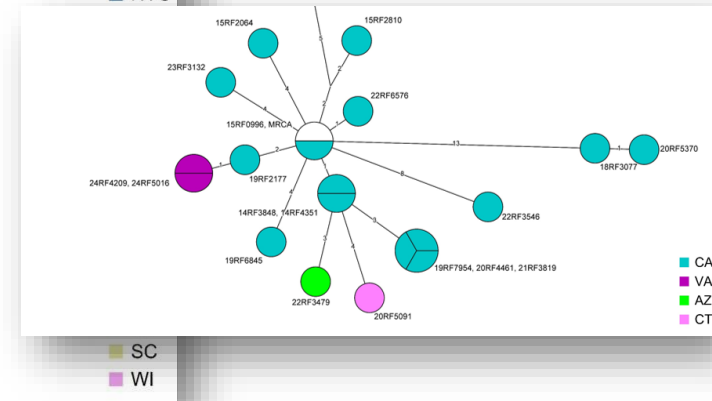 15RF2064
15RF2810
5
23RF3132
4
2
4
2
22RF6576
15RF0996, MRCA
1
13
1
20RF5370
18RF3077
2
1
19RF2177
24RF4209, 24RF5016
8
4
1
14RF3848, 14RF4351
22RF3546
3
3
4
19RF6845
19RF7954, 20RF4461, 21RF3819
22RF3479
20RF5091
CA
VA
AZ
CT
SC
WI